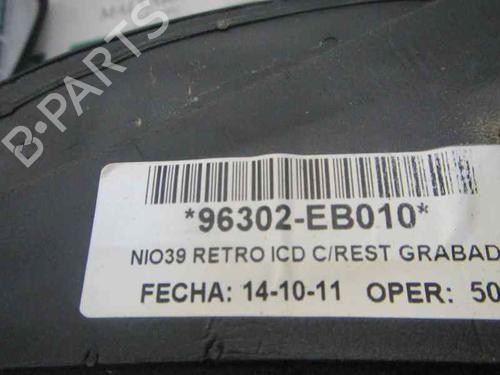 B-PARTS
*96302-EB010*
NIO39 RETRO ICD C/REST GRABAD
FECHA: 14-10-11 OPER: 50